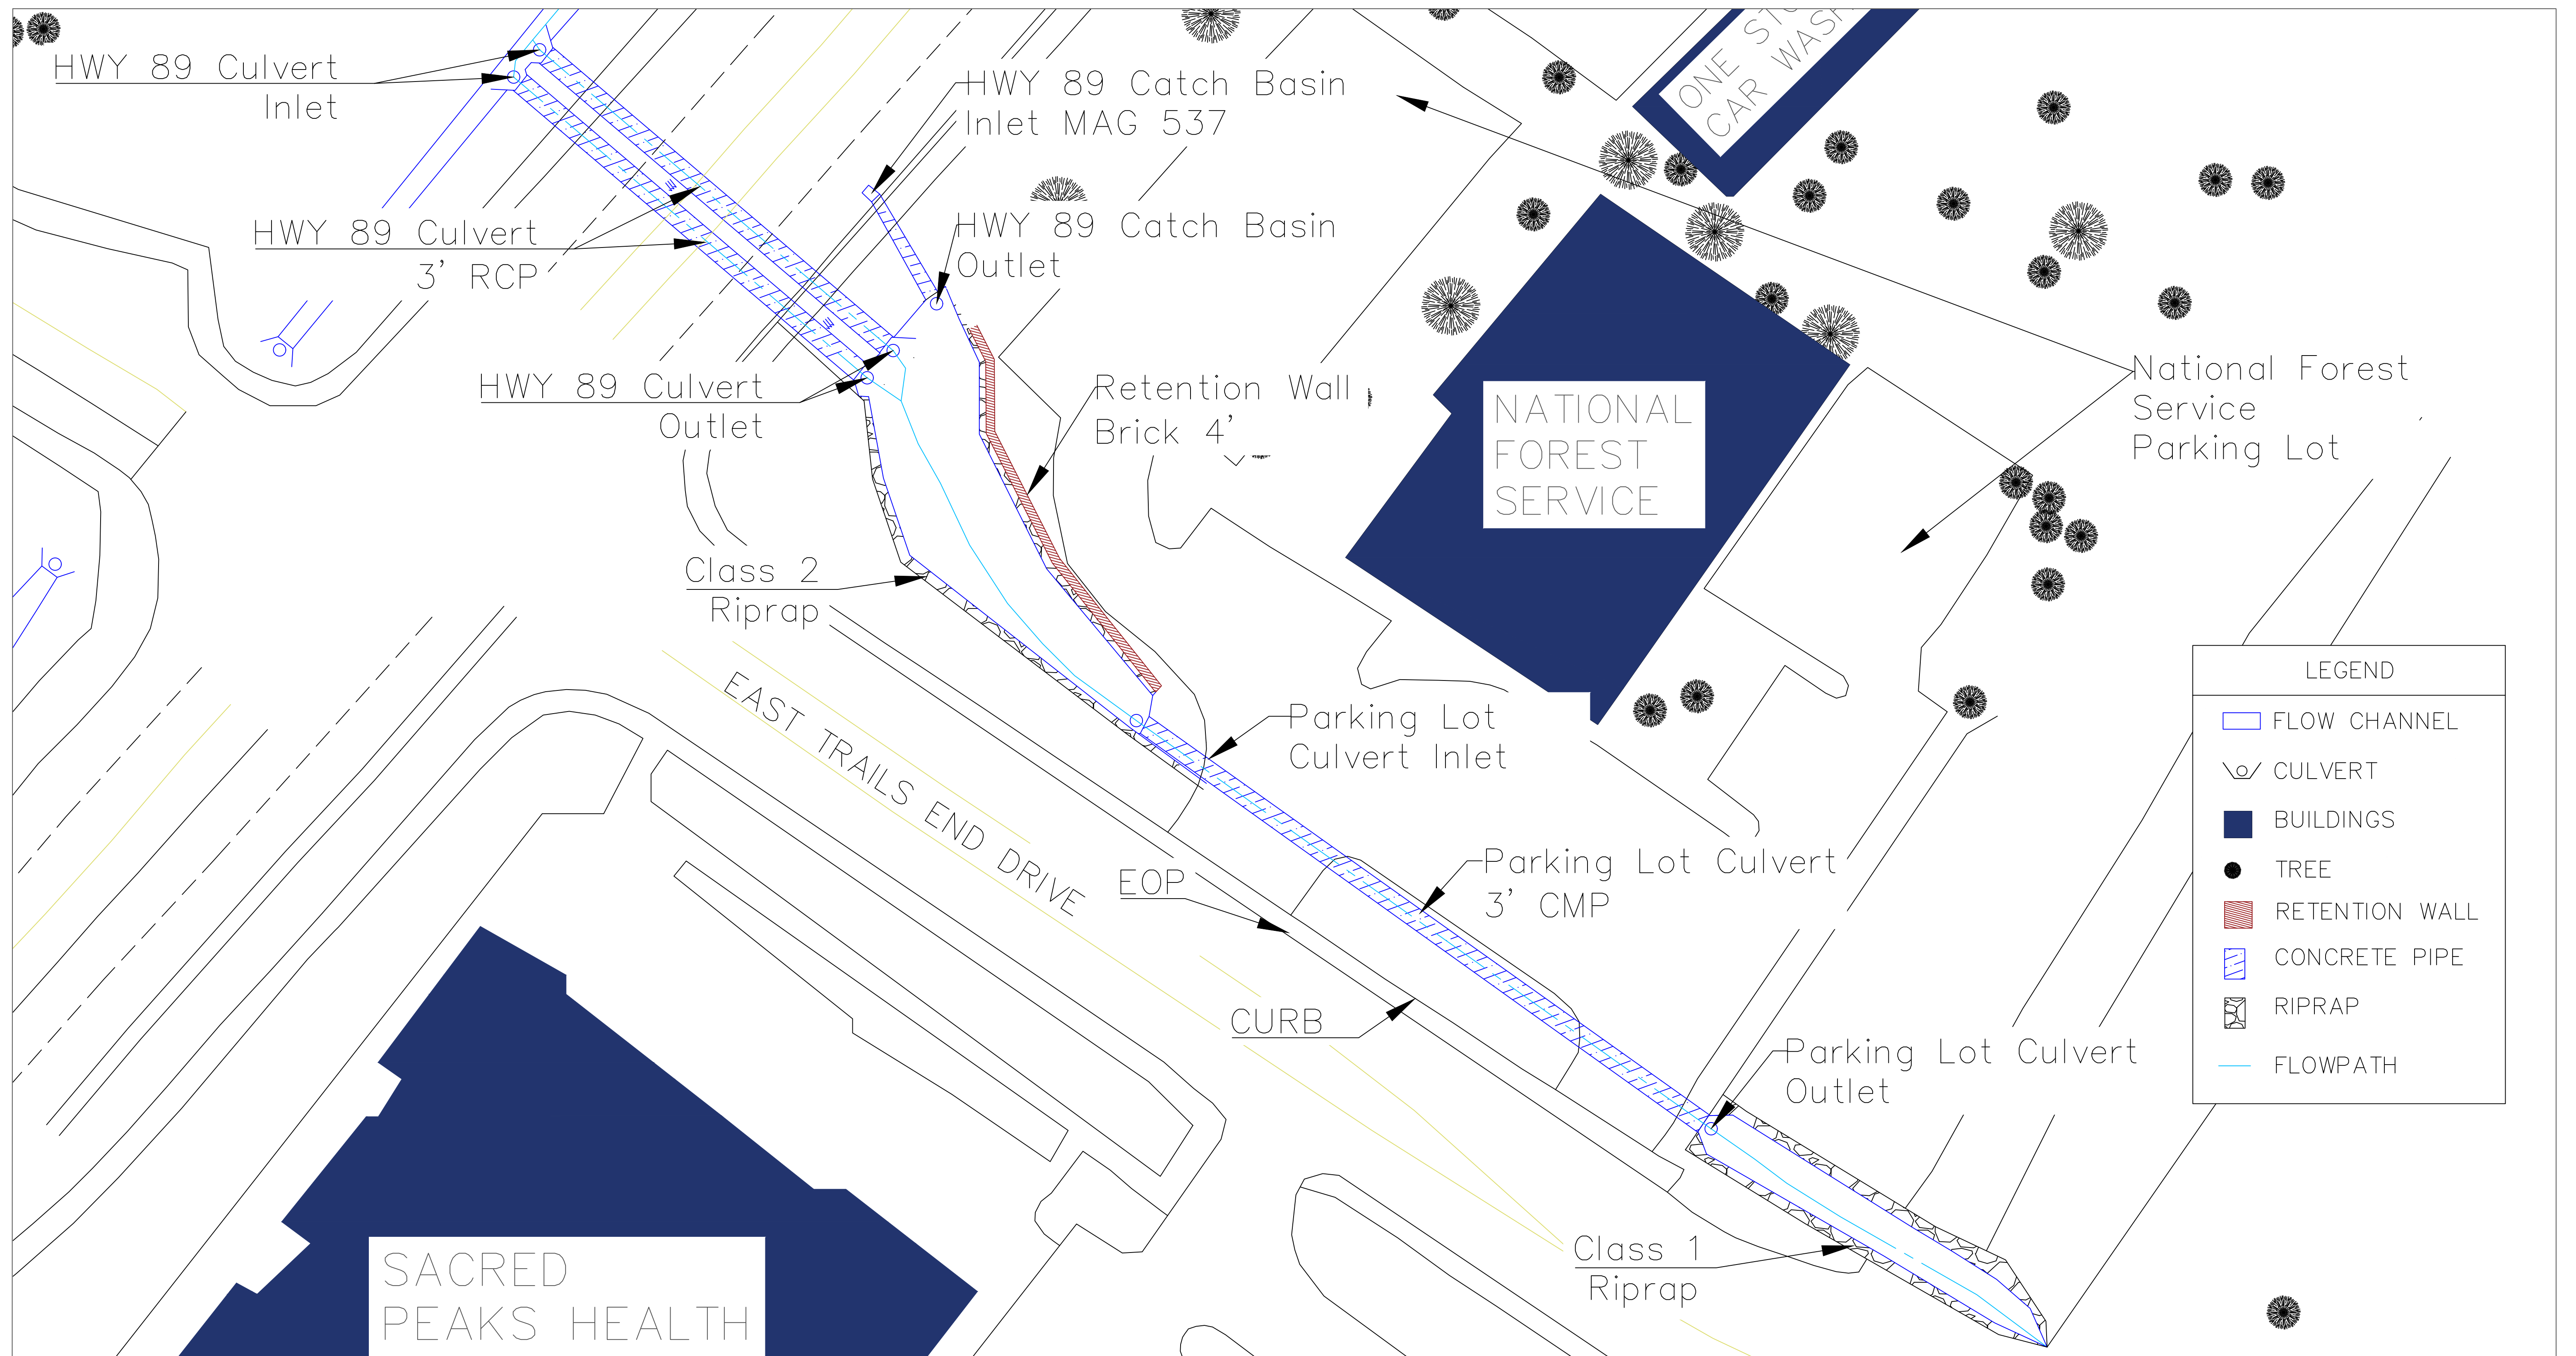 ONE STO
CAR WASH
HWY 89 Culvert
Inlet
HWY 89 Catch Basin
Inlet MAG 537
HWY 89 Culvert
3' RCP
HWY 89 Catch Basin
Outlet
HWY 89 Culvert
Outlet
Retention Wall
Brick 4'
NATIONAL
FOREST
SERVICE
National Forest
Service
Parking Lot
Class 2
Riprap
EAST TRAILS END DRIVE
Parking Lot
Culvert Inlet
Parking Lot Culvert
3' CMP
EOP
CURB
Parking Lot Culvert
Outlet
Class 1
Riprap
SACRED
PEAKS HEALTH
LEGEND
FLOW CHANNEL
CULVERT
BUILDINGS
TREE
RETENTION WALL
CONCRETE PIPE
RIPRAP
FLOWPATH